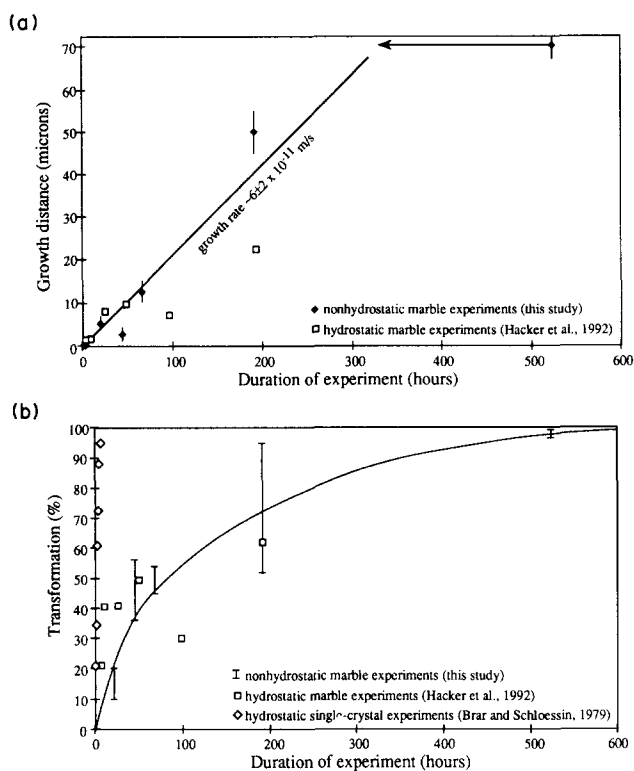 (a)
70
60
50
40
30
20
10
0
Growth distance (microns)
growth rate ~6±2 x 10⁻¹¹ m/s
nonhydrostatic marble experiments (this study)
hydrostatic marble experiments (Hacker et al., 1992)
0 100 200 300 400 500 600
Duration of experiment (hours)
(b)
100
90
80
70
60
50
40
30
20
10
0
Transformation (%)
nonhydrostatic marble experiments (this study)
hydrostatic marble experiments (Hacker et al., 1992)
hydrostatic single-crystal experiments (Brar and Schloessin, 1979)
0 100 200 300 400 500 600
Duration of experiment (hours)